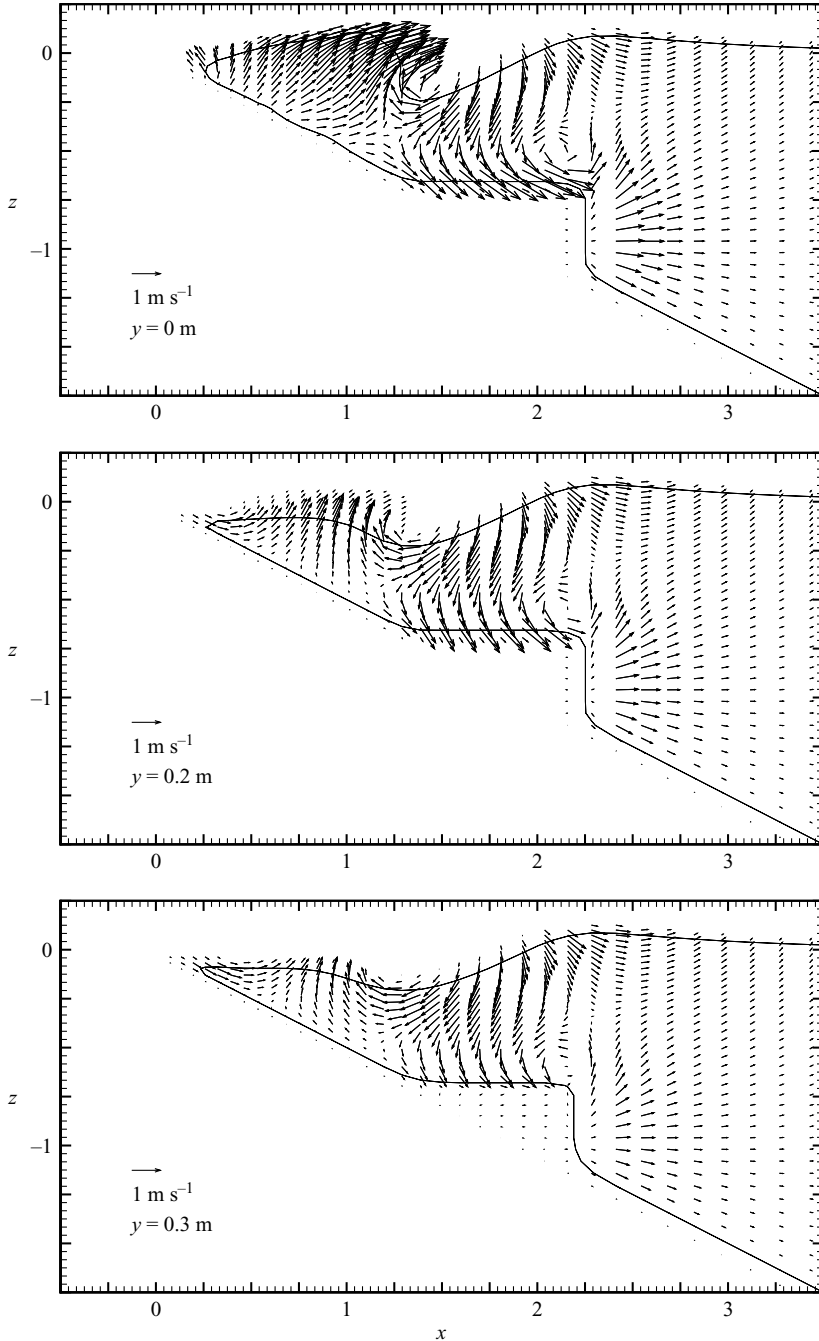 0
z
–1
1 m s–1
y = 0 m
0 1 2 3
0
z
–1
1 m s–1
y = 0.2 m
0 1 2 3
0
z
–1
1 m s–1
y = 0.3 m
0 1 2 3
x